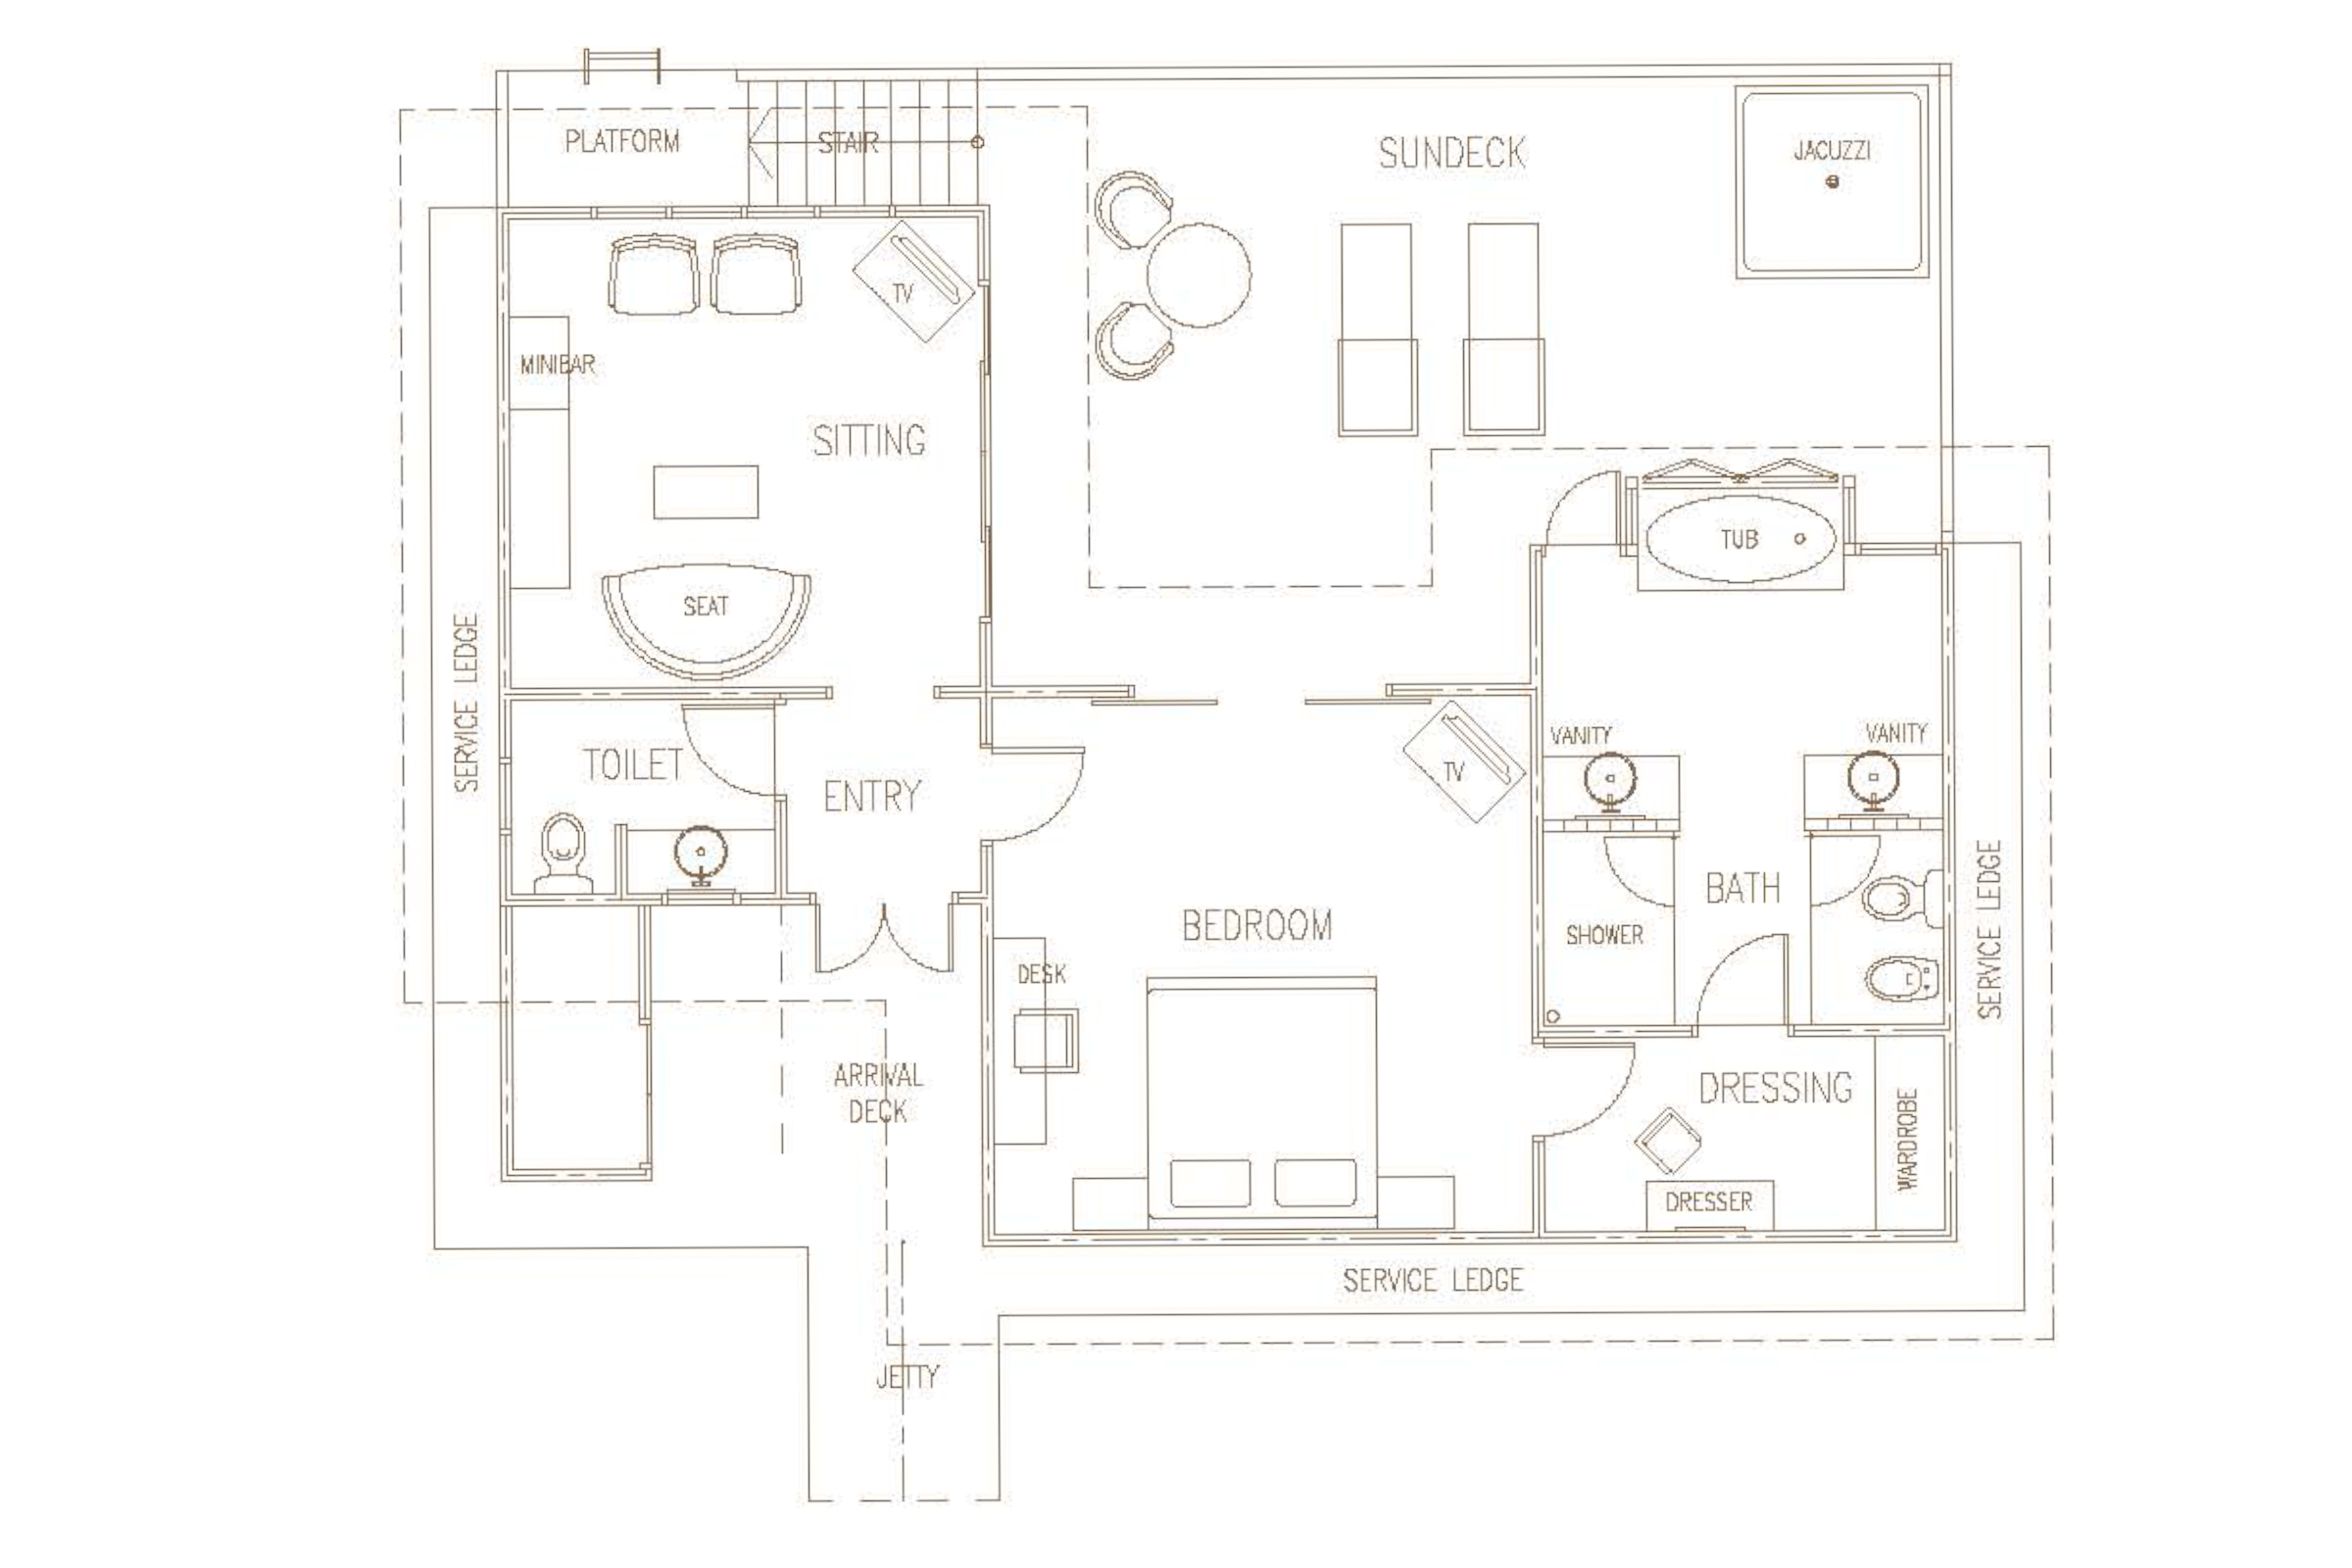 PLATFORM
STAIR
SUNDECK
JACUZZI
TV
MINIBAR
SITTING
TUB
SEAT
SERVICE LEDGE
TOILET
ENTRY
TV
VANITY
VANITY
BATH
SHOWER
BEDROOM
DESK
SERVICE LEDGE
ARRIVAL
DECK
DRESSING
WARDROBE
DRESSER
SERVICE LEDGE
JETTY